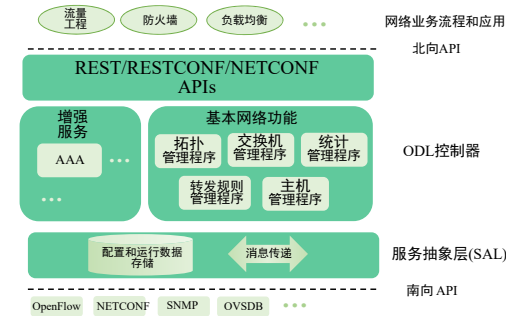 流量
工程
防火墙
负载均衡
网络业务流程和应用
北向API
REST/RESTCONF/NETCONF
APIs
增强
服务
AAA
基本网络功能
拓扑
管理程序
交换机
管理程序
统计
管理程序
转发规则
管理程序
主机
管理程序
ODL控制器
配置和运行数据
存储
消息传递
服务抽象层(SAL)
南向 API
OpenFlow
NETCONF
SNMP
OVSDB